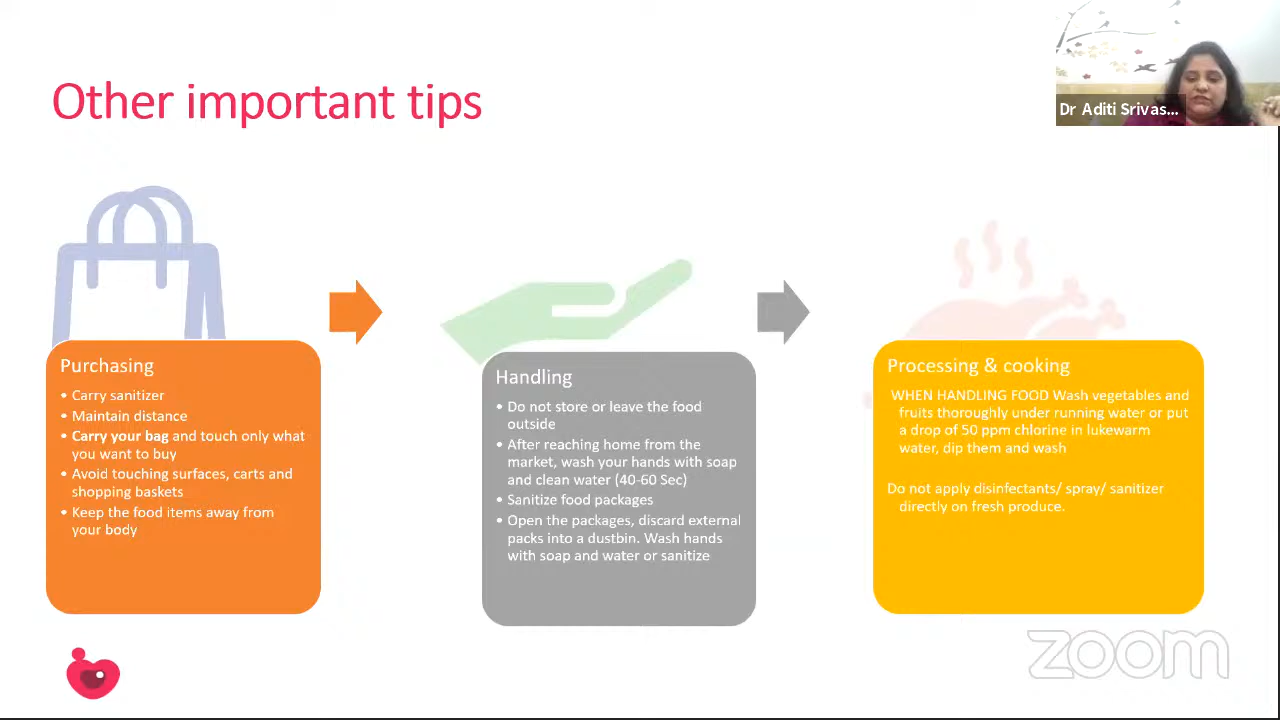 Other important tips
Dr Aditi Srivas...
Purchasing
• Carry sanitizer
• Maintain distance
• Carry your bag and touch only what
you want to buy
• Avoid touching surfaces, carts and
shopping baskets
• Keep the food items away from
your body
Handling
• Do not store or leave the food
outside
• After reaching home from the
market, wash your hands with soap
and clean water (40-60 Sec)
• Sanitize food packages
• Open the packages, discard external
packs into a dustbin. Wash hands
with soap and water or sanitize
Processing & cooking
WHEN HANDLING FOOD Wash vegetables and
fruits thoroughly under running water or put
a drop of 50 ppm chlorine in lukewarm
water, dip them and wash
Do not apply disinfectants/ spray/ sanitizer
directly on fresh produce.
zoom